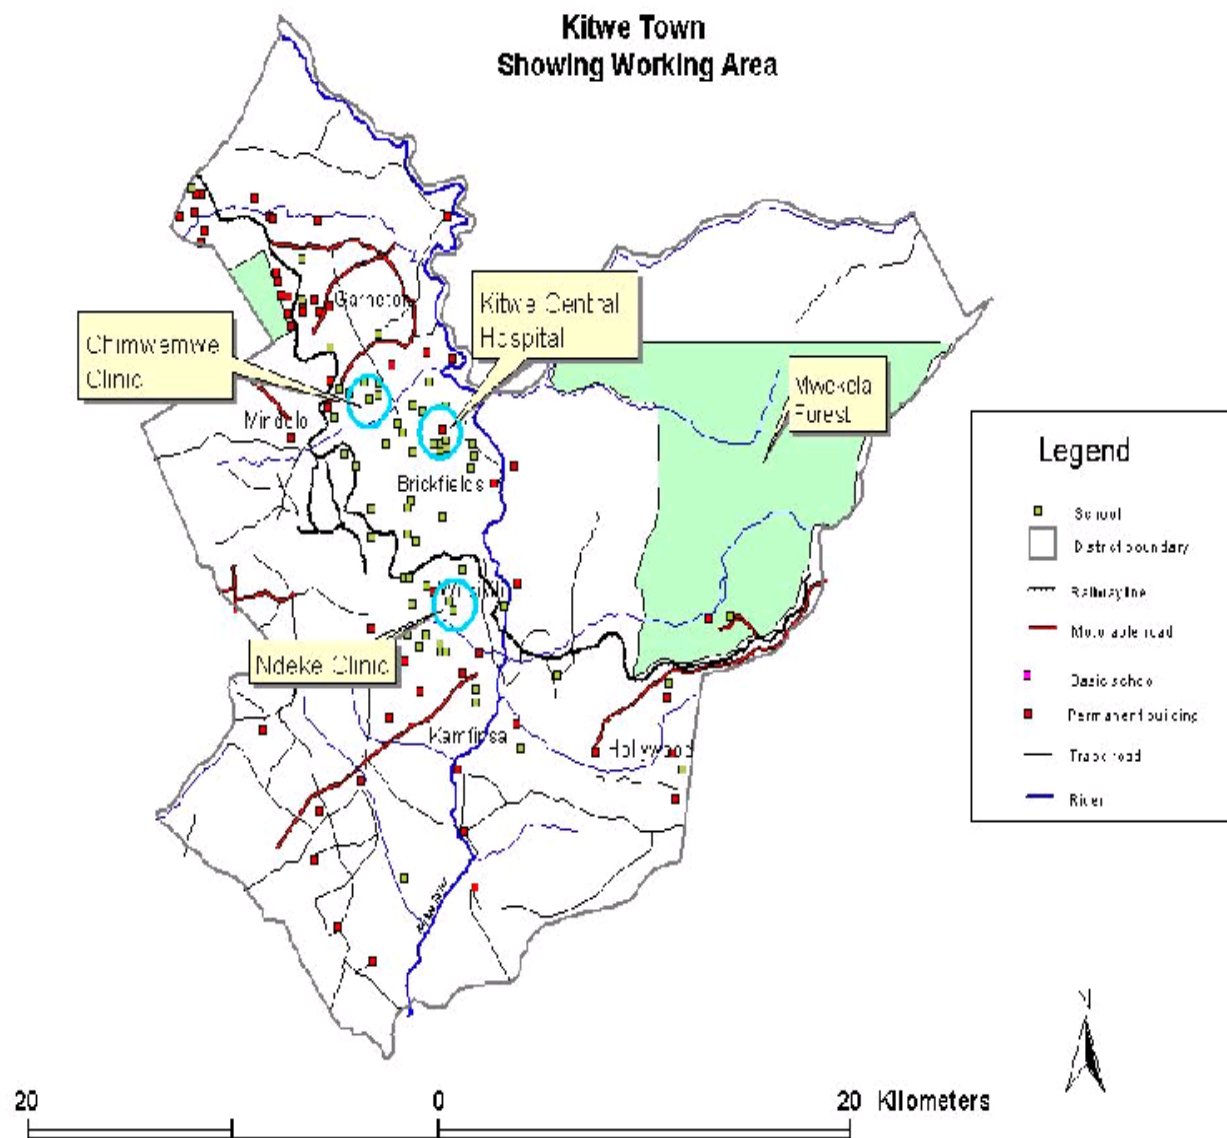 Kitwe Town
Showing Working Area
Garneton
Kitwe Central
Hospital
Chimwemwe
Clinic
Mindolo
Mwekela
Forest
Brickfields
Ndeke Clinic
Kamfinsa
Hollywood
Legend
School
District boundary
Railway line
Motorable road
Basic school
Permanent building
Track road
River
N
20
0
20 Kilometers